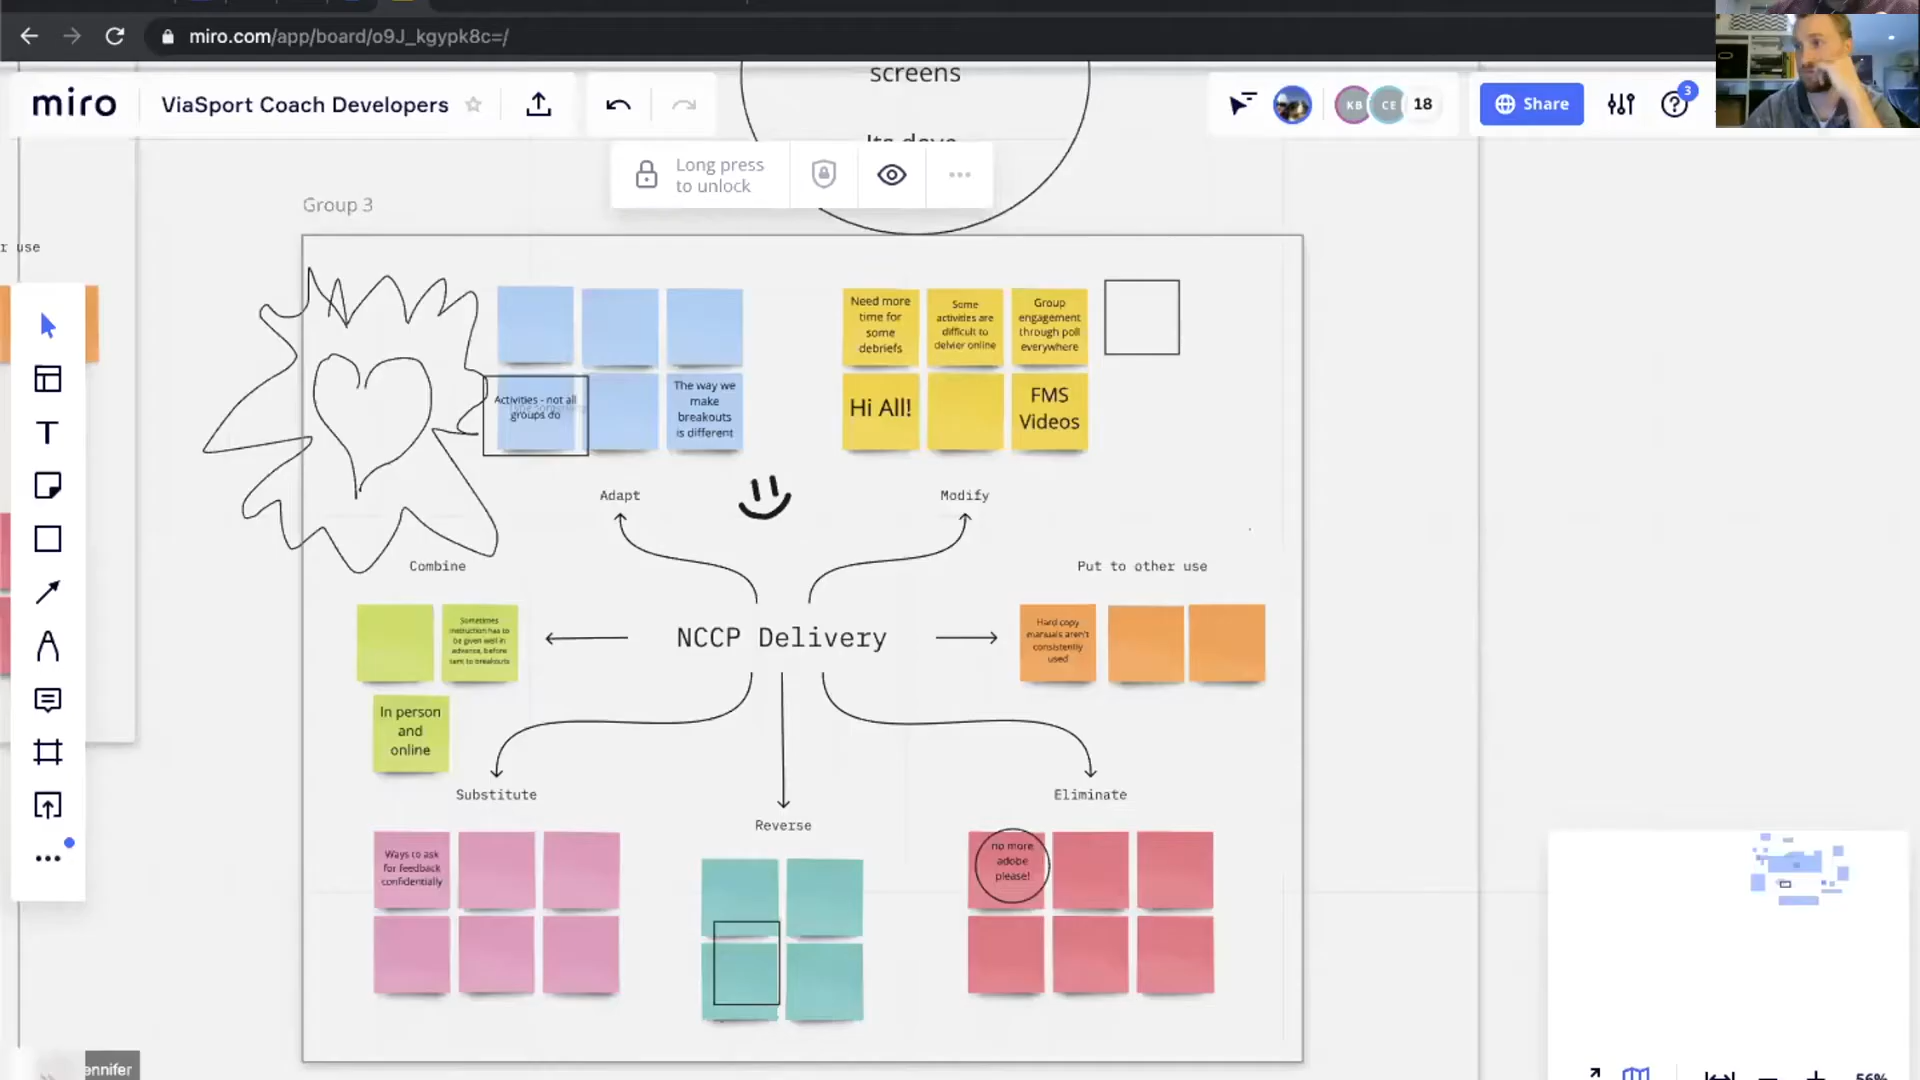 miro.com/app/board/o9J_kgypk8c=/
screens
miro
ViaSport Coach Developers
KB
CE
18
Share
3
Long press
to unlock
Group 3
r use
Need more
time for
some
debriefs
Some
activities are
difficult to
delvier online
Group
engagement
through poll
everywhere
Activities - not all
groups do
The way we
make
breakouts
is different
Hi All!
FMS
Videos
Adapt
Modify
Combine
Put to other use
Sometimes
instruction has to
be given well in
advance, before
sent to breakouts
NCCP Delivery
Hard copy
manuals aren't
consistently
used
In person
and
online
Substitute
Eliminate
Reverse
Ways to ask
for feedback
confidentially
no more
adobe
please!
ennifer
56%